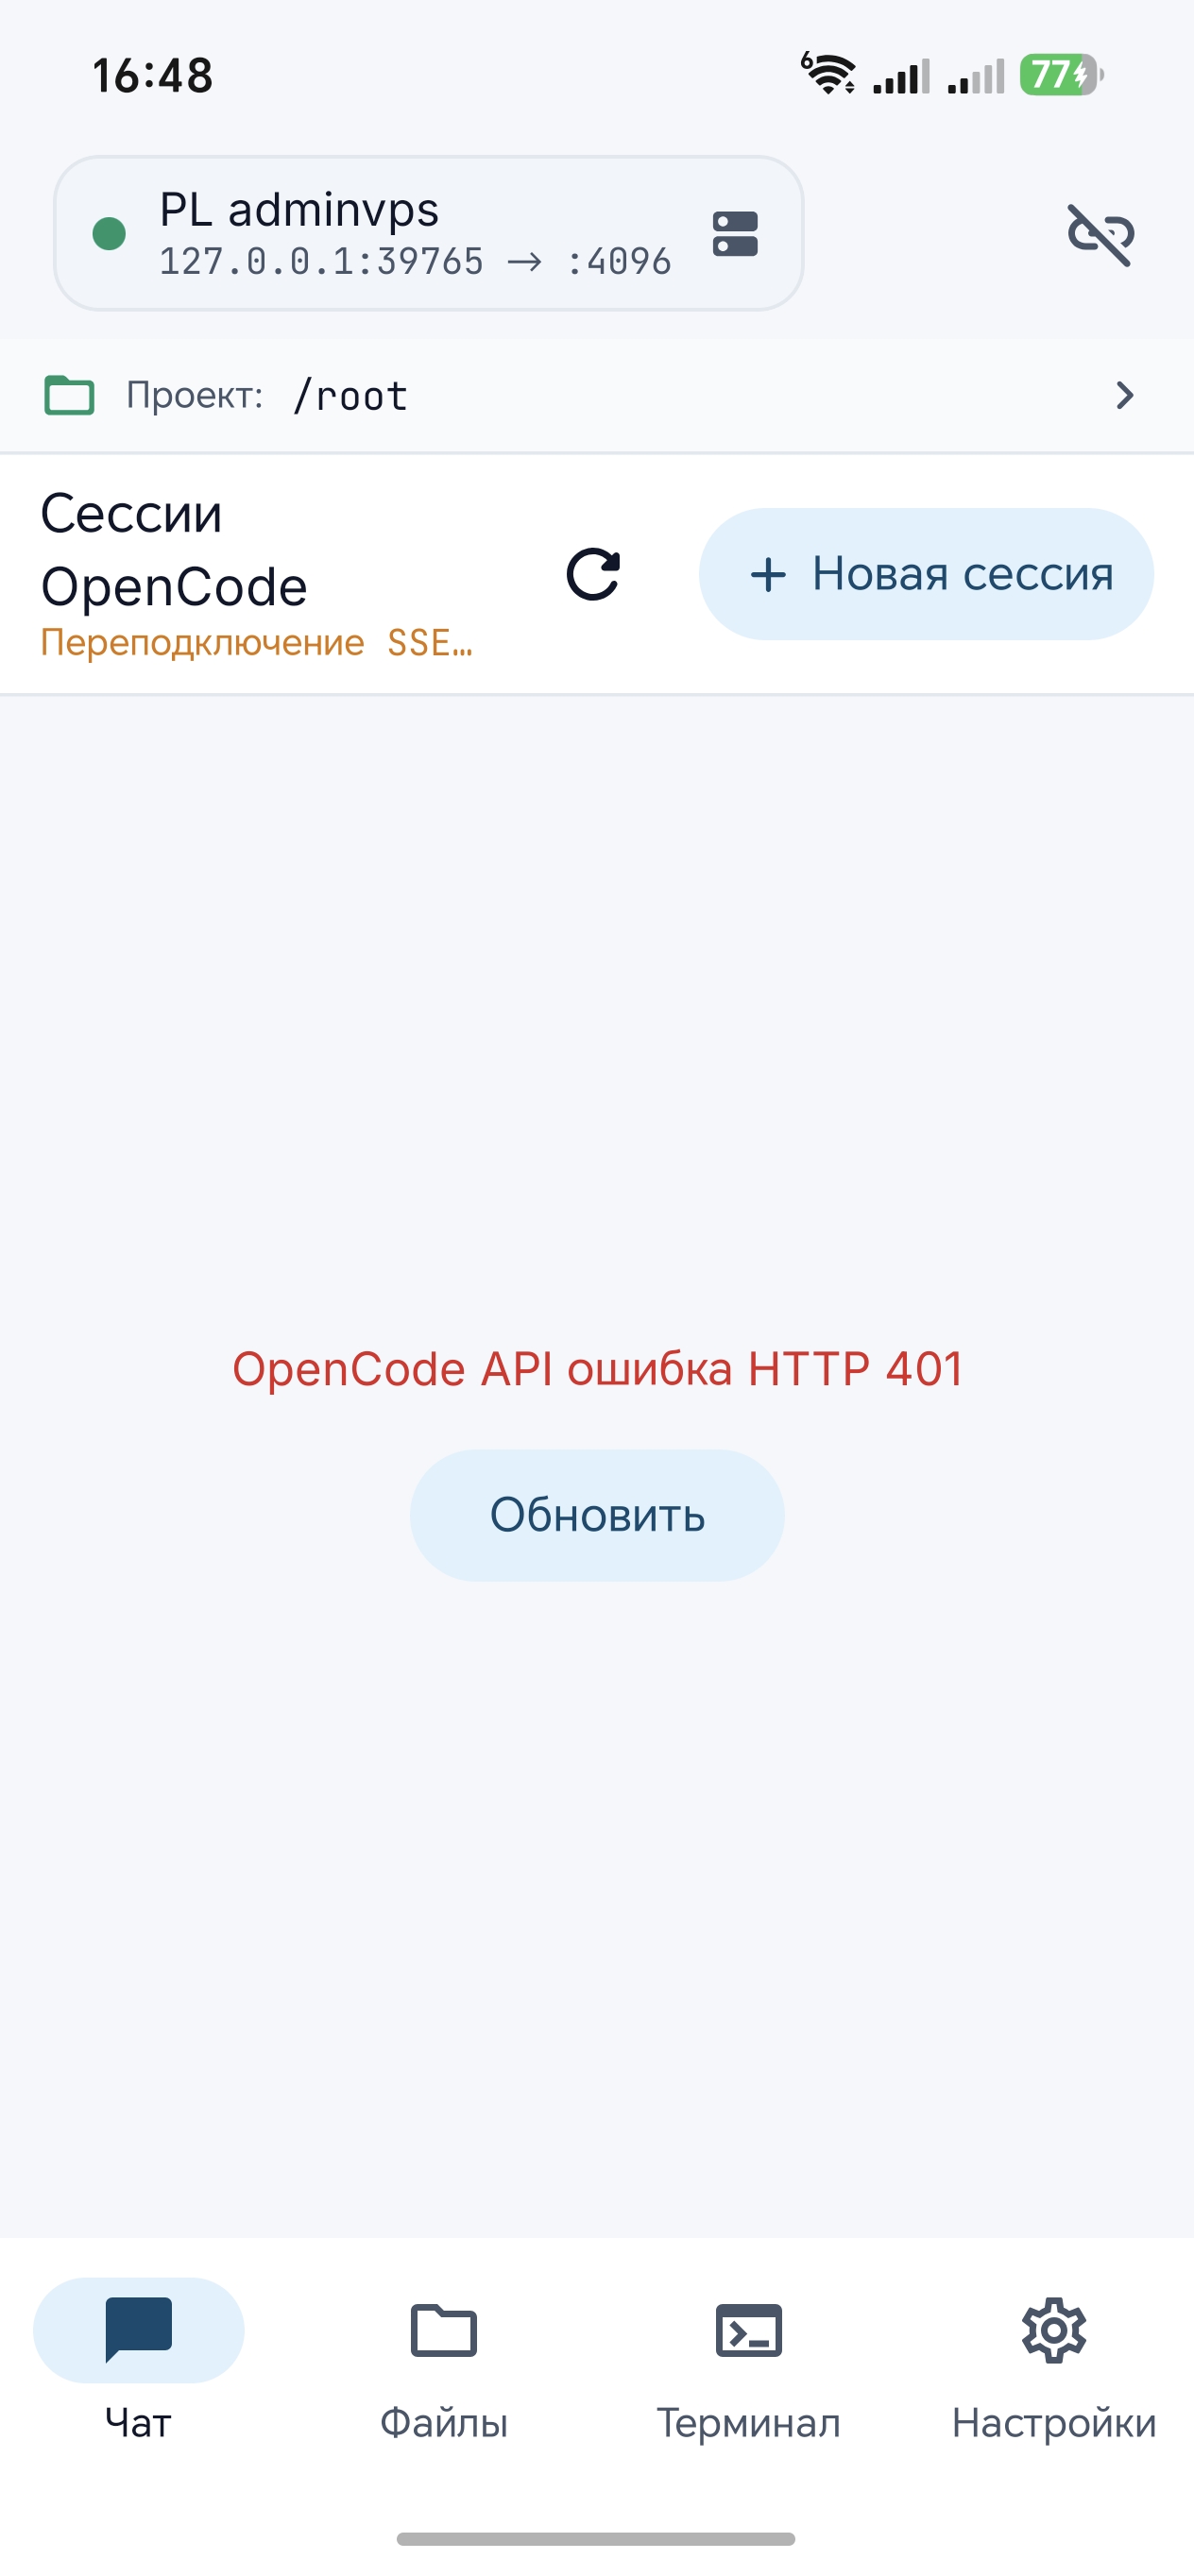 16:48
6
77
PL adminvps
127.0.0.1:39765 → :4096
Проект: /root
Сессии
OpenCode
Переподключение SSE…
+ Новая сессия
OpenCode API ошибка HTTP 401
Обновить
Чат
Файлы
Терминал
Настройки